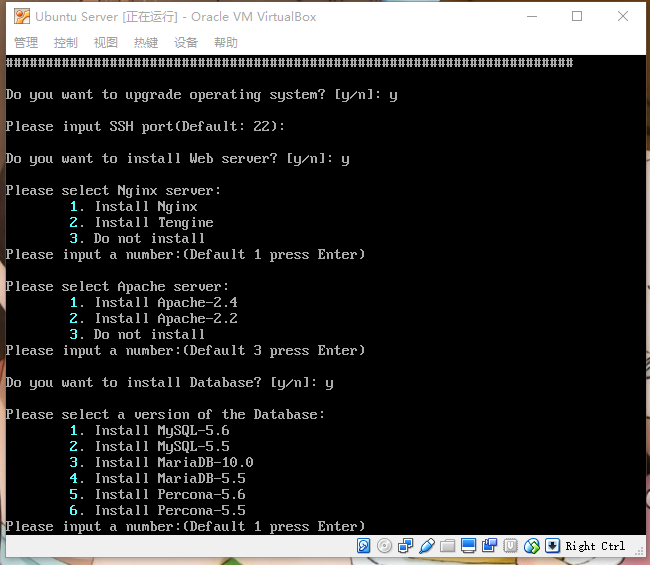 Ubuntu Server [正在运行] - Oracle VM VirtualBox
管理 控制 视图 热键 设备 帮助
#######################################################################
Do you want to upgrade operating system? [y/n]: y
Please input SSH port(Default: 22):
Do you want to install Web server? [y/n]: y
Please select Nginx server:
1. Install Nginx
2. Install Tengine
3. Do not install
Please input a number:(Default 1 press Enter)
Please select Apache server:
1. Install Apache-2.4
2. Install Apache-2.2
3. Do not install
Please input a number:(Default 3 press Enter)
Do you want to install Database? [y/n]: y
Please select a version of the Database:
1. Install MySQL-5.6
2. Install MySQL-5.5
3. Install MariaDB-10.0
4. Install MariaDB-5.5
5. Install Percona-5.6
6. Install Percona-5.5
Please input a number:(Default 1 press Enter)
Right Ctrl